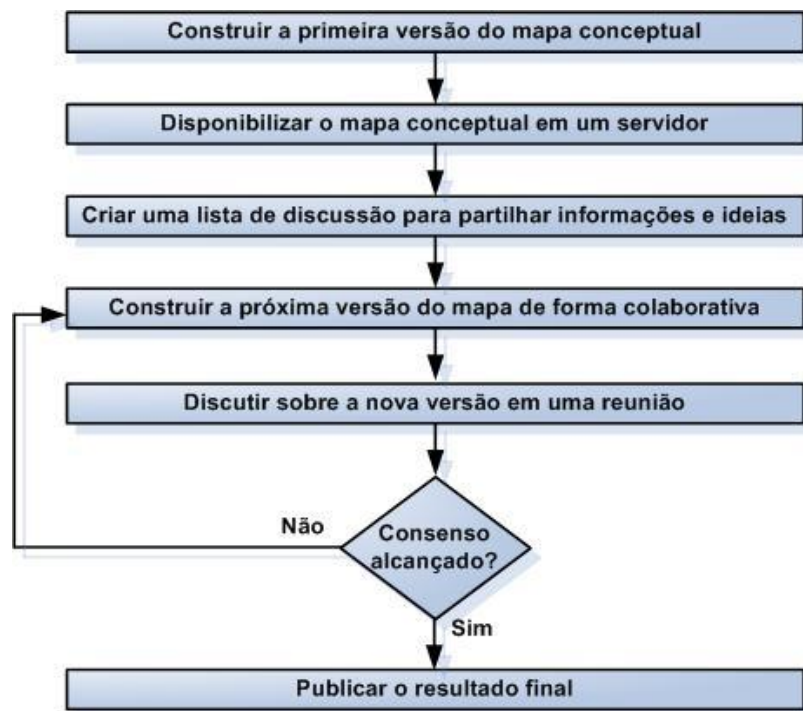 Construir a primeira versão do mapa conceptual
Disponibilizar o mapa conceptual em um servidor
Criar uma lista de discussão para partilhar informações e ideias
Construir a próxima versão do mapa de forma colaborativa
Discutir sobre a nova versão em uma reunião
Não
Consenso
alcançado?
Sim
Publicar o resultado final